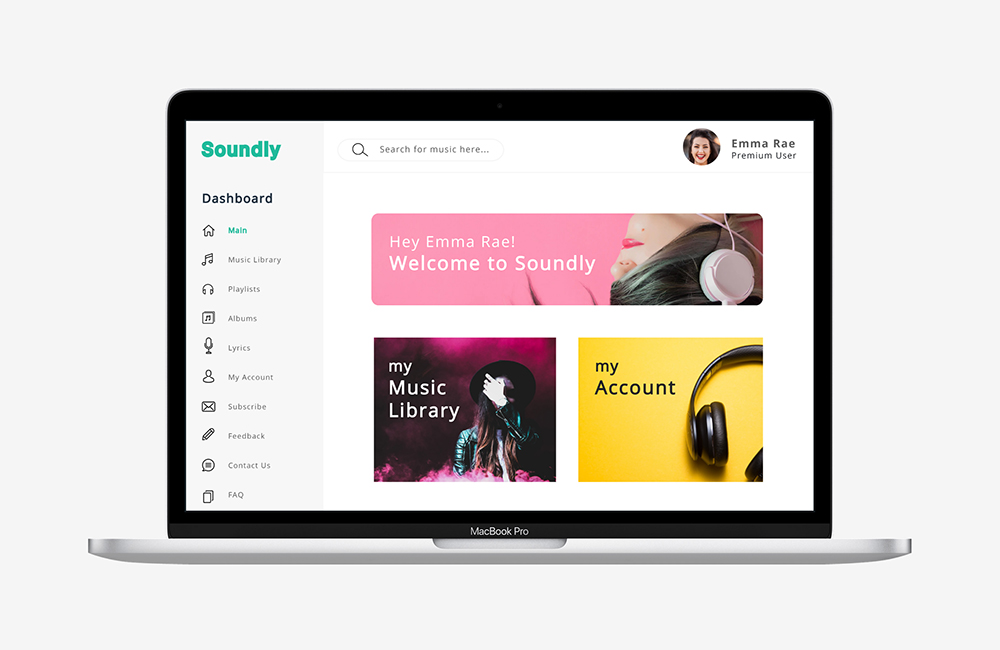 Soundly
Search for music here...
Emma Rae
Premium User
Dashboard
Main
Music Library
Playlists
Albums
Lyrics
My Account
Subscribe
Feedback
Contact Us
FAQ
Hey Emma Rae!
Welcome to Soundly
my
Music
Library
my
Account
MacBook Pro